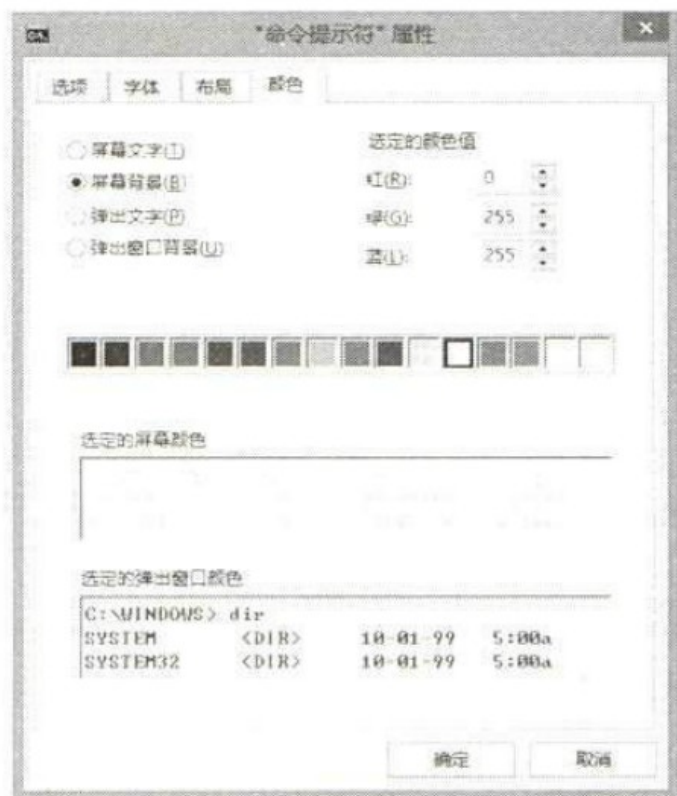 "命令提示符" 属性
选项 字体 布局 颜色
屏幕文字(T)
屏幕背景(B)
弹出文字(P)
弹出窗口背景(U)
选定的颜色值
红(R): 0
绿(G): 255
蓝(L): 255
选定的屏幕颜色
选定的弹出窗口颜色
C:\WINDOWS> dir
SYSTEM <DIR> 10-01-99 5:00a
SYSTEM32 <DIR> 10-01-99 5:00a
确定 取消